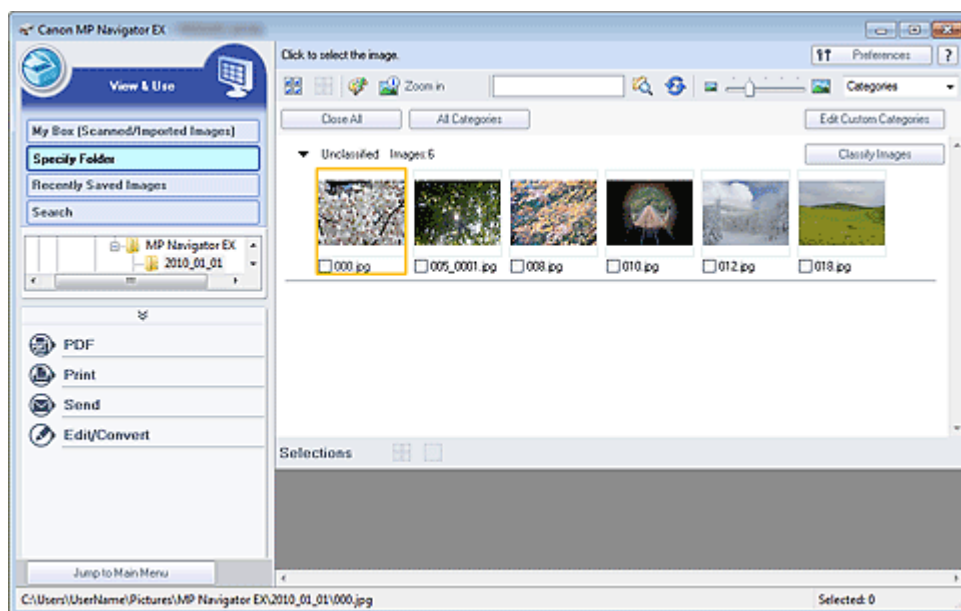 Canon MP Navigator EX
View & Use
My Box (Scanned/Imported Images)
Specify Folder
Recently Saved Images
Search
MP Navigator EX
2010_01_01
PDF
Print
Send
Edit/Convert
Jump to Main Menu
Click to select the image.
Preferences
?
Zoom in
Categories
Close All
All Categories
Edit Custom Categories
Unclassified Images:6
Classify Images
000.jpg 005_0001.jpg 008.jpg 010.jpg 012.jpg 018.jpg
Selections
C:\Users\UserName\Pictures\MP Navigator EX\2010_01_01\000.jpg
Selected: 0